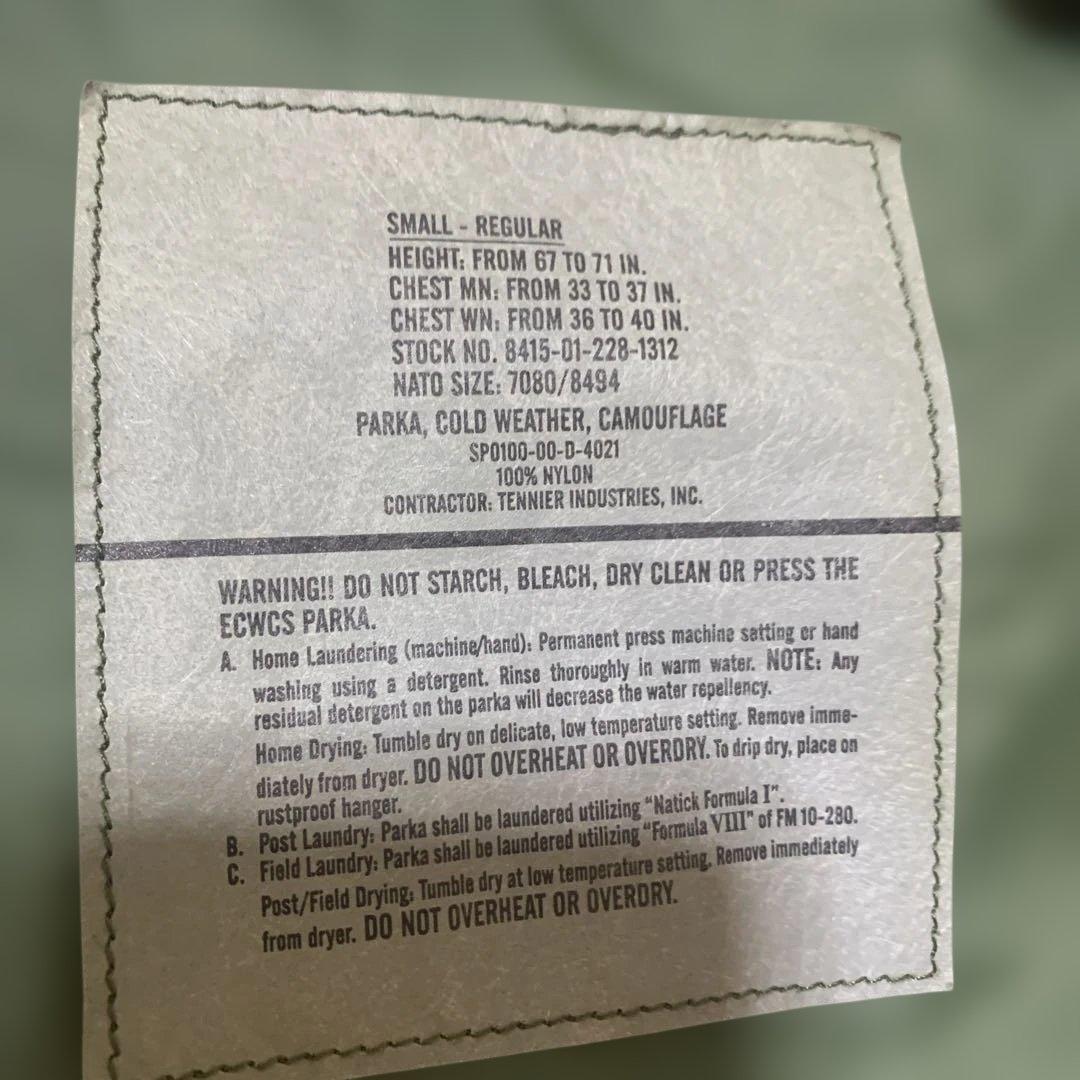 SMALL - REGULAR
HEIGHT: FROM 67 TO 71 IN.
CHEST MN: FROM 33 TO 37 IN.
CHEST WN: FROM 36 TO 40 IN.
STOCK NO. 8415-01-228-1312
NATO SIZE: 7080/8494
PARKA, COLD WEATHER, CAMOUFLAGE
SP0100-00-D-4021
100% NYLON
CONTRACTOR: TENNIER INDUSTRIES, INC.
WARNING!! DO NOT STARCH, BLEACH, DRY CLEAN OR PRESS THE
ECWCS PARKA.
A. Home Laundering (machine/hand): Permanent press machine setting or hand
washing using a detergent. Rinse thoroughly in warm water. NOTE: Any
residual detergent on the parka will decrease the water repellency.
Home Drying: Tumble dry on delicate, low temperature setting. Remove imme-
diately from dryer. DO NOT OVERHEAT OR OVERDRY. To drip dry, place on
rustproof hanger.
B. Post Laundry: Parka shall be laundered utilizing "Natick Formula I".
C. Field Laundry: Parka shall be laundered utilizing "Formula VIII" of FM 10-280.
Post/Field Drying: Tumble dry at low temperature setting. Remove immediately
from dryer. DO NOT OVERHEAT OR OVERDRY.